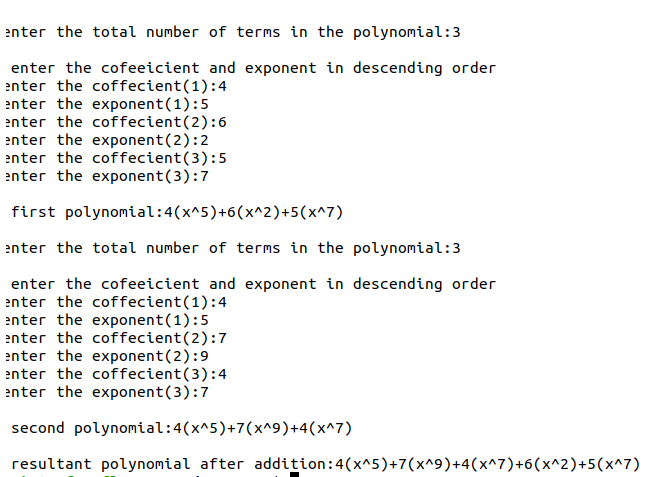 enter the total number of terms in the polynomial:3
enter the cofeeicient and exponent in descending order
enter the coffecient(1):4
enter the exponent(1):5
enter the coffecient(2):6
enter the exponent(2):2
enter the coffecient(3):5
enter the exponent(3):7
first polynomial:4(x^5)+6(x^2)+5(x^7)
enter the total number of terms in the polynomial:3
enter the cofeeicient and exponent in descending order
enter the coffecient(1):4
enter the exponent(1):5
enter the coffecient(2):7
enter the exponent(2):9
enter the coffecient(3):4
enter the exponent(3):7
second polynomial:4(x^5)+7(x^9)+4(x^7)
resultant polynomial after addition:4(x^5)+7(x^9)+4(x^7)+6(x^2)+5(x^7)